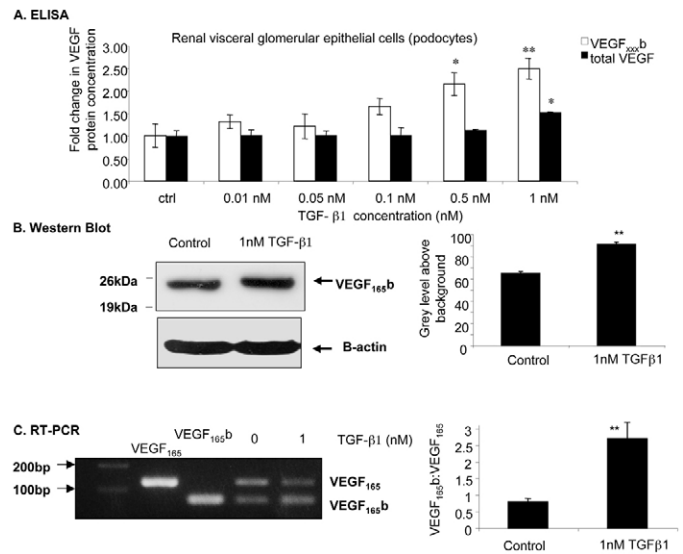 A. ELISA
Renal visceral glomerular epithelial cells (podocytes)
VEGFxxxb
total VEGF
Fold change in VEGF
protein concentration
3.00
2.50
2.00
1.50
1.00
0.50
0.00
*
**
*
ctrl 0.01 nM 0.05 nM 0.1 nM 0.5 nM 1 nM
TGF- β1 concentration (nM)
B. Western Blot
Control 1nM TGF-β1
26kDa
19kDa
VEGF165b
B-actin
Grey level above
background
100
80
60
40
20
0
**
Control 1nM TGFβ1
C. RT-PCR
VEGF165 VEGF165b 0 1 TGF-β1 (nM)
200bp
100bp
VEGF165
VEGF165b
VEGF165b:VEGF165
3
2.5
2
1.5
1
0.5
0
**
Control 1nM TGFβ1